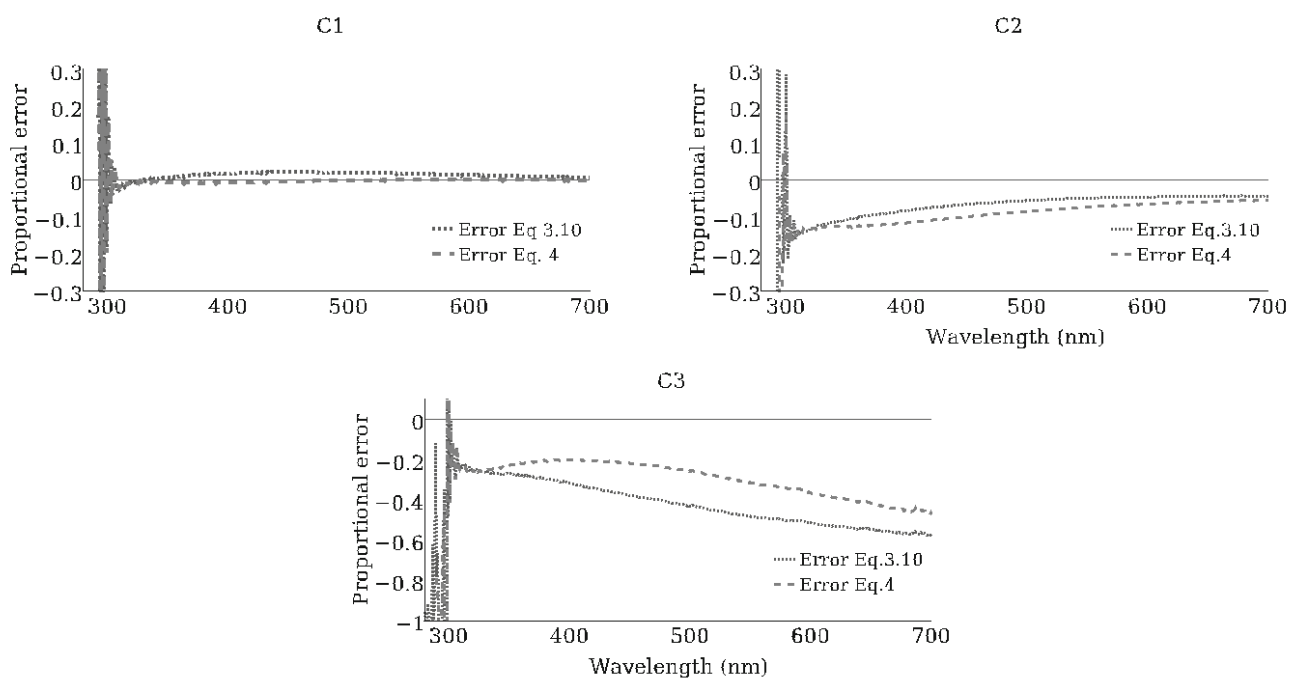 C1
Proportional error
0.3
0.2
0.1
0
−0.1
−0.2
−0.3
300 400 500 600 700
Error Eq 3.10
Error Eq. 4
C2
Proportional error
0.3
0.2
0.1
0
−0.1
−0.2
−0.3
300 400 500 600 700
Error Eq.3.10
Error Eq.4
Wavelength (nm)
C3
Proportional error
0
−0.2
−0.4
−0.6
−0.8
−1
300 400 500 600 700
Error Eq.3.10
Error Eq.4
Wavelength (nm)